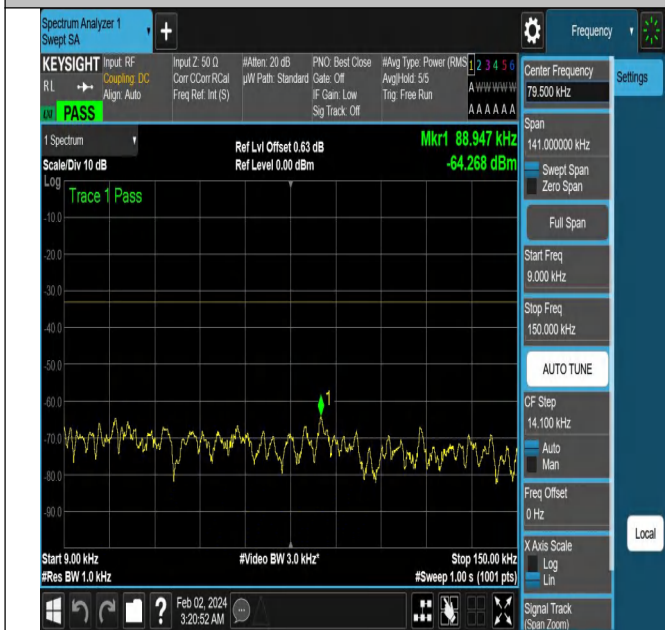 Spectrum Analyzer 1
Swept SA
+
Frequency
KEYSIGHT
RL
LXI
PASS
Input: RF
Coupling: DC
Align: Auto
Input Z: 50 Ω
Corr CCorr RCal
Freq Ref: Int (S)
#Atten: 20 dB
µW Path: Standard
PNO: Best Close
Gate: Off
IF Gain: Low
Sig Track: Off
#Avg Type: Power (RMS
Avg|Hold: 5/5
Trig: Free Run
1 2 3 4 5 6
A W W W W W
A A A A A A
1 Spectrum
Scale/Div 10 dB
Log
Ref Lvl Offset 0.63 dB
Ref Level 0.00 dBm
Mkr1 88.947 kHz
-64.268 dBm
Trace 1 Pass
-10.0
-20.0
-30.0
-40.0
-50.0
-60.0
-70.0
-80.0
-90.0
1
Start 9.00 kHz
#Res BW 1.0 kHz
#Video BW 3.0 kHz*
Stop 150.00 kHz
#Sweep 1.00 s (1001 pts)
Feb 02, 2024
3:20:52 AM
Center Frequency
79.500 kHz
Settings
Span
141.000000 kHz
Swept Span
Zero Span
Full Span
Start Freq
9.000 kHz
Stop Freq
150.000 kHz
AUTO TUNE
CF Step
14.100 kHz
Auto
Man
Freq Offset
0 Hz
Local
X Axis Scale
Log
Lin
Signal Track
(Span Zoom)